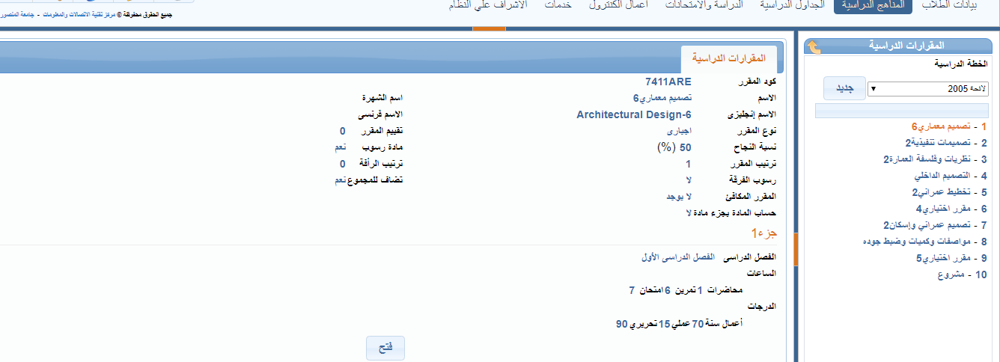 بيانات الطلاب المناهج الدراسية الجداول الدراسية الدراسة والامتحانات أعمال الكنترول خدمات الاشراف علي النظام
جميع الحقوق محفوظة © مركز تقنية الاتصالات والمعلومات - جامعة المنصور
المقرارات الدراسية
الخطة الدراسية
لائحة 2005
جديد
1 - تصميم معماري6
2 - تصميمات تنفيذية2
3 - نظريات وفلسفة العمارة2
4 - التصميم الداخلي
5 - تخطيط عمراني2
6 - مقرر اختياري4
7 - تصميم عمراني وإسكان2
8 - مواصفات وكميات وضبط جوده
9 - مقرر اختياري5
10 - مشروع
المقرارات الدراسية
كود المقرر 7411ARE
الاسم تصميم معماري6 اسم الشهرة
الاسم إنجليزى Architectural Design-6 الاسم فرنسى
نوع المقرر اجبارى تقييم المقرر 0
نسبة النجاح 50 (%) مادة رسوب نعم
ترتيب المقرر 1 ترتيب الرأفة 0
رسوب الفرقة لا تضاف للمجموع نعم
المقرر المكافئ لا يوجد
حساب المادة بجزء مادة لا
جزء1
الفصل الدراسى الفصل الدراسى الأول
الساعات
محاضرات 1 تمرين 6 امتحان 7
الدرجات
أعمال سنة 70 عملي 15 تحريري 90
فتح